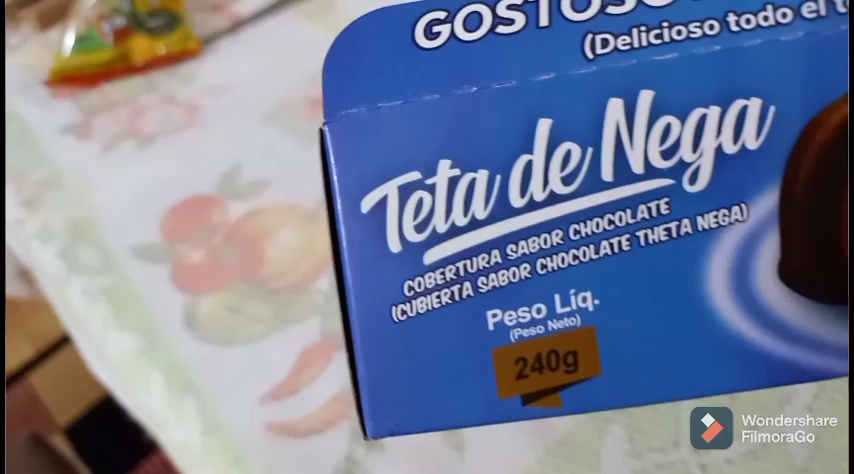 GOSTOSO
(Delicioso todo el
Teta de Nega
COBERTURA SABOR CHOCOLATE
(CUBIERTA SABOR CHOCOLATE THETA NEGA)
Peso Líq.
(Peso Neto)
240g
Wondershare
FilmoraGo